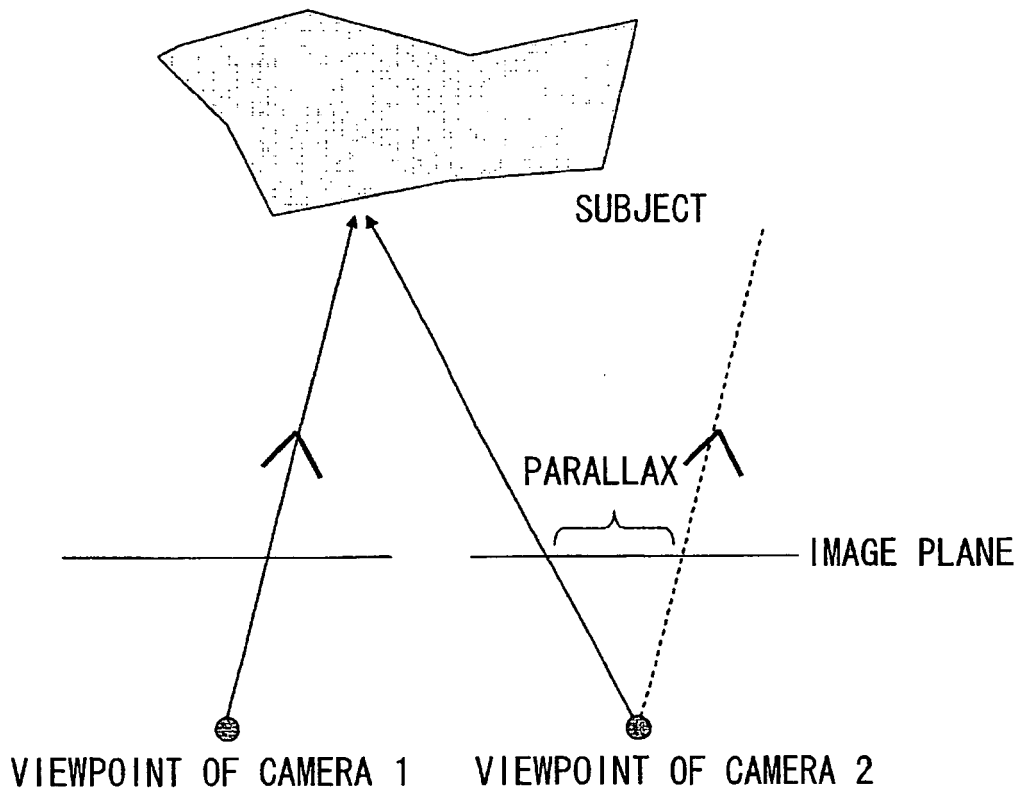 SUBJECT
PARALLAX
IMAGE PLANE
VIEWPOINT OF CAMERA 1
VIEWPOINT OF CAMERA 2